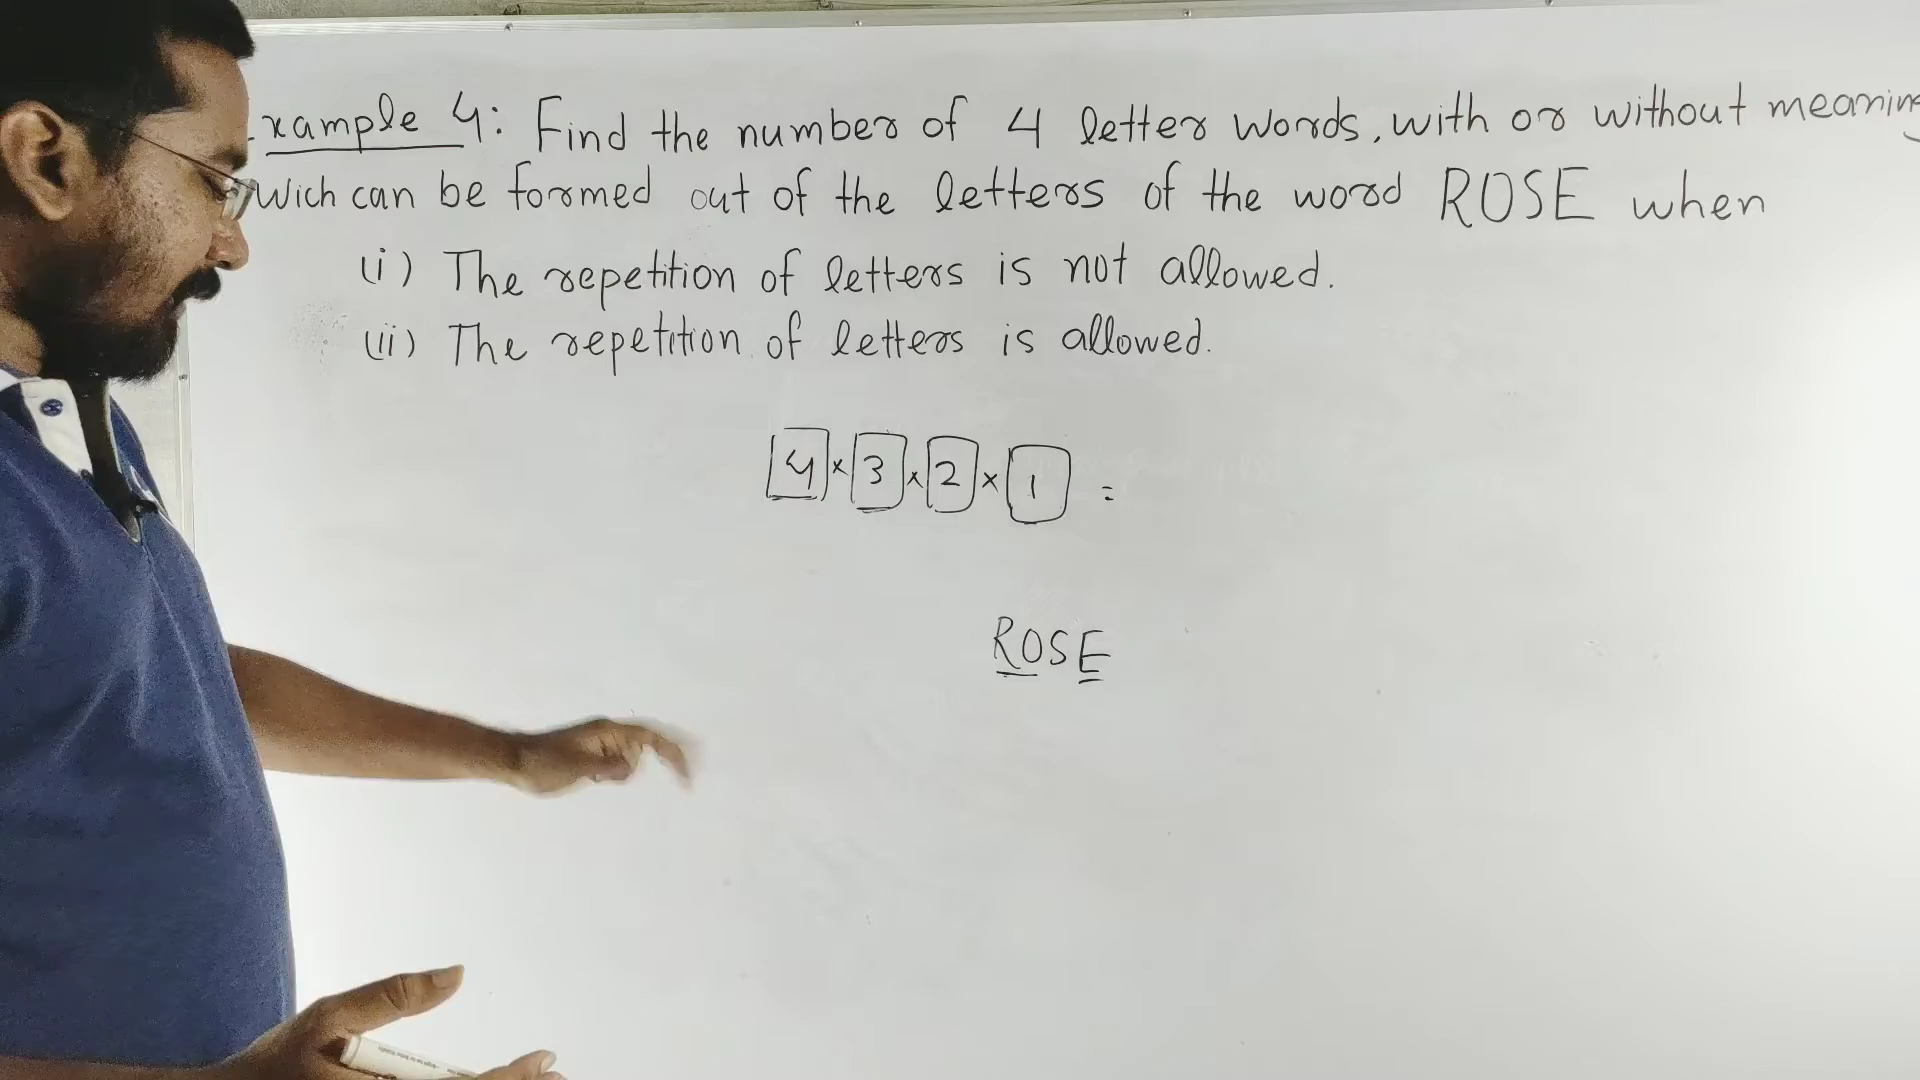 xample 4: Find the number of 4 letter words, with or without meaning
wich can be formed out of the letters of the word ROSE when
(i) The repetition of letters is not allowed.
(ii) The repetition of letters is allowed.
4 × 3 × 2 × 1 =
ROSE